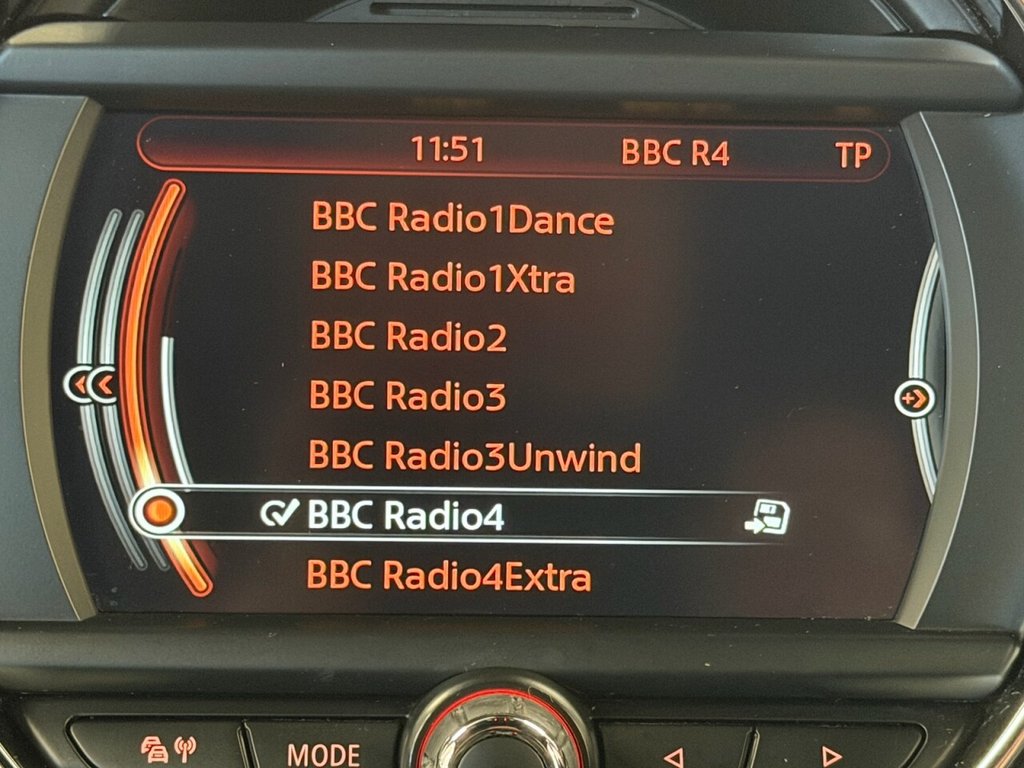 11:51 BBC R4 TP
BBC Radio1Dance
BBC Radio1Xtra
BBC Radio2
BBC Radio3
BBC Radio3Unwind
BBC Radio4
BBC Radio4Extra
MODE